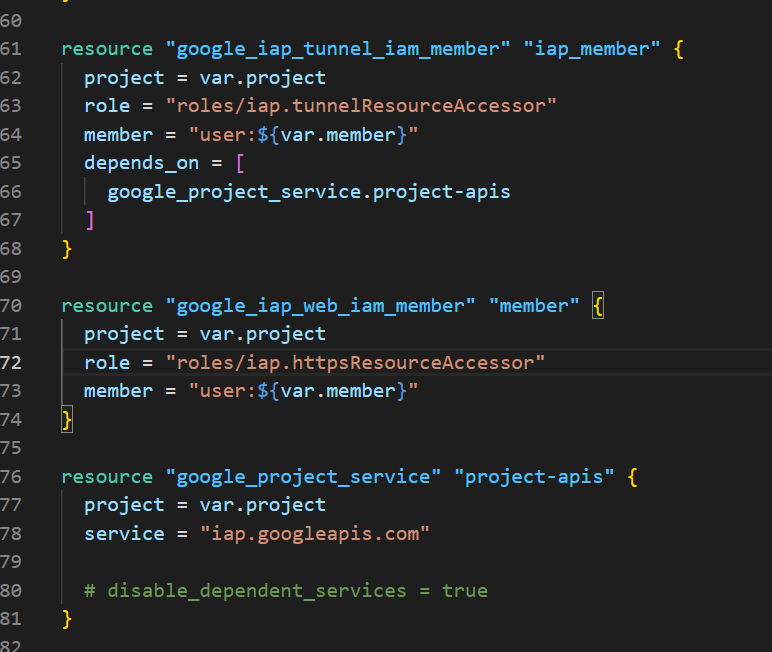 60
61 resource "google_iap_tunnel_iam_member" "iap_member" {
62   project = var.project
63   role = "roles/iap.tunnelResourceAccessor"
64   member = "user:${var.member}"
65   depends_on = [
66     google_project_service.project-apis
67   ]
68 }
69
70 resource "google_iap_web_iam_member" "member" {
71   project = var.project
72   role = "roles/iap.httpsResourceAccessor"
73   member = "user:${var.member}"
74 }
75
76 resource "google_project_service" "project-apis" {
77   project = var.project
78   service = "iap.googleapis.com"
79
80   # disable_dependent_services = true
81 }
82